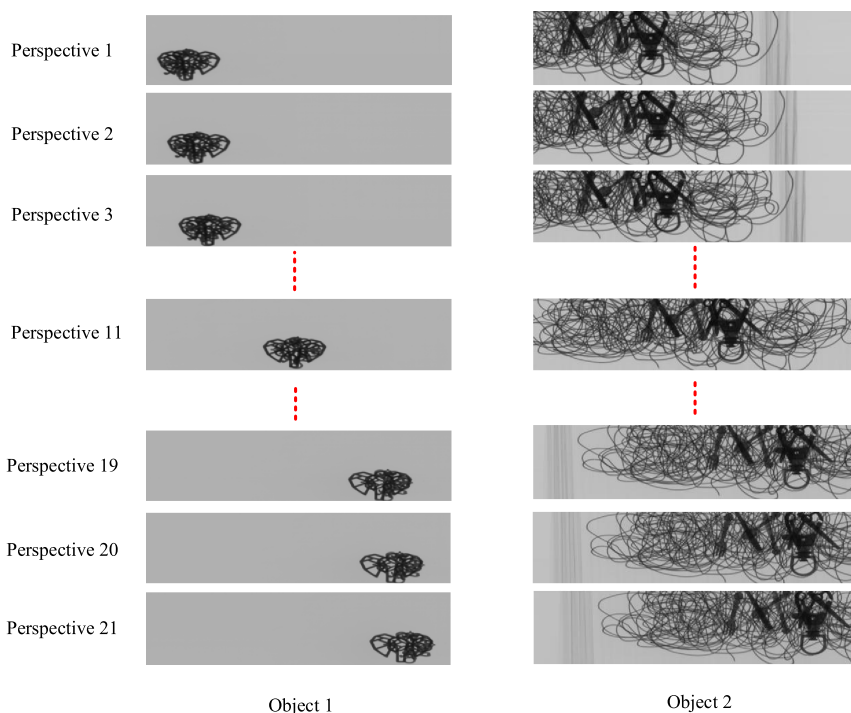 Perspective 1
Perspective 2
Perspective 3
Perspective 11
Perspective 19
Perspective 20
Perspective 21
Object 1
Object 2